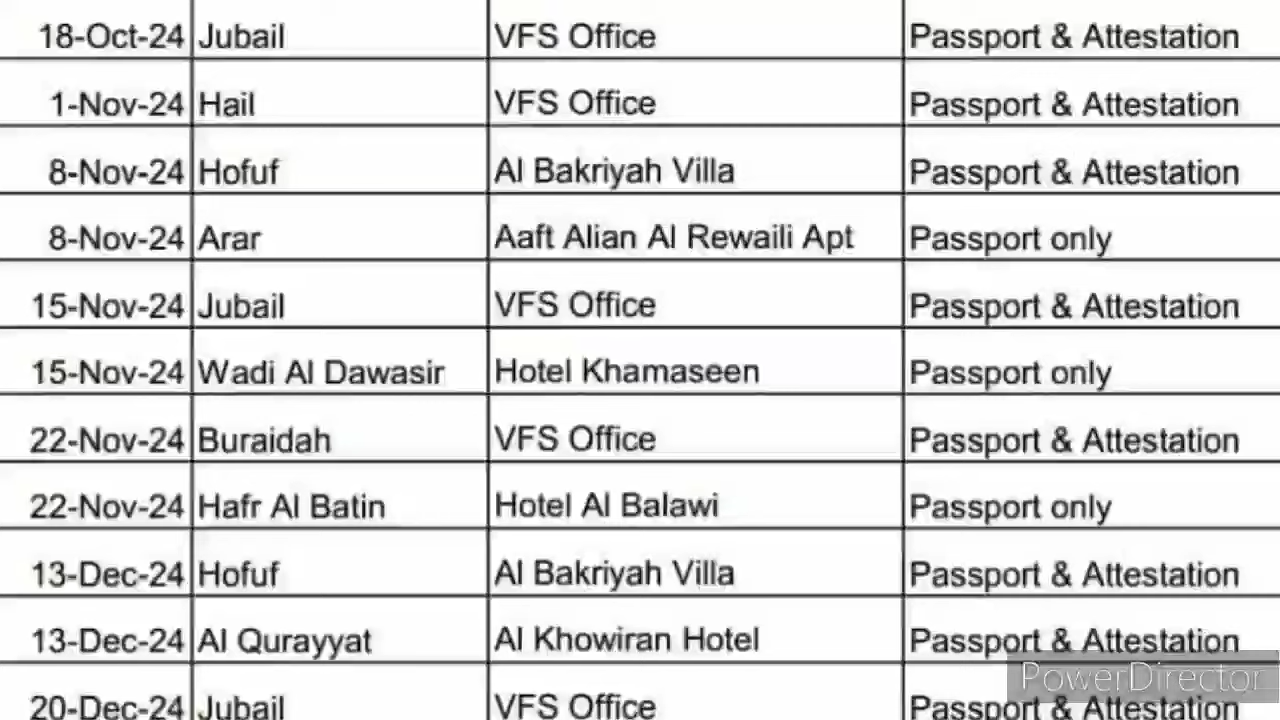 18-Oct-24 Jubail VFS Office Passport & Attestation
1-Nov-24 Hail VFS Office Passport & Attestation
8-Nov-24 Hofuf Al Bakriyah Villa Passport & Attestation
8-Nov-24 Arar Aaft Alian Al Rewaili Apt Passport only
15-Nov-24 Jubail VFS Office Passport & Attestation
15-Nov-24 Wadi Al Dawasir Hotel Khamaseen Passport only
22-Nov-24 Buraidah VFS Office Passport & Attestation
22-Nov-24 Hafr Al Batin Hotel Al Balawi Passport only
13-Dec-24 Hofuf Al Bakriyah Villa Passport & Attestation
13-Dec-24 Al Qurayyat Al Khowiran Hotel Passport & Attestation
PowerDirector
20-Dec-24 Jubail VFS Office Passport & Attestation